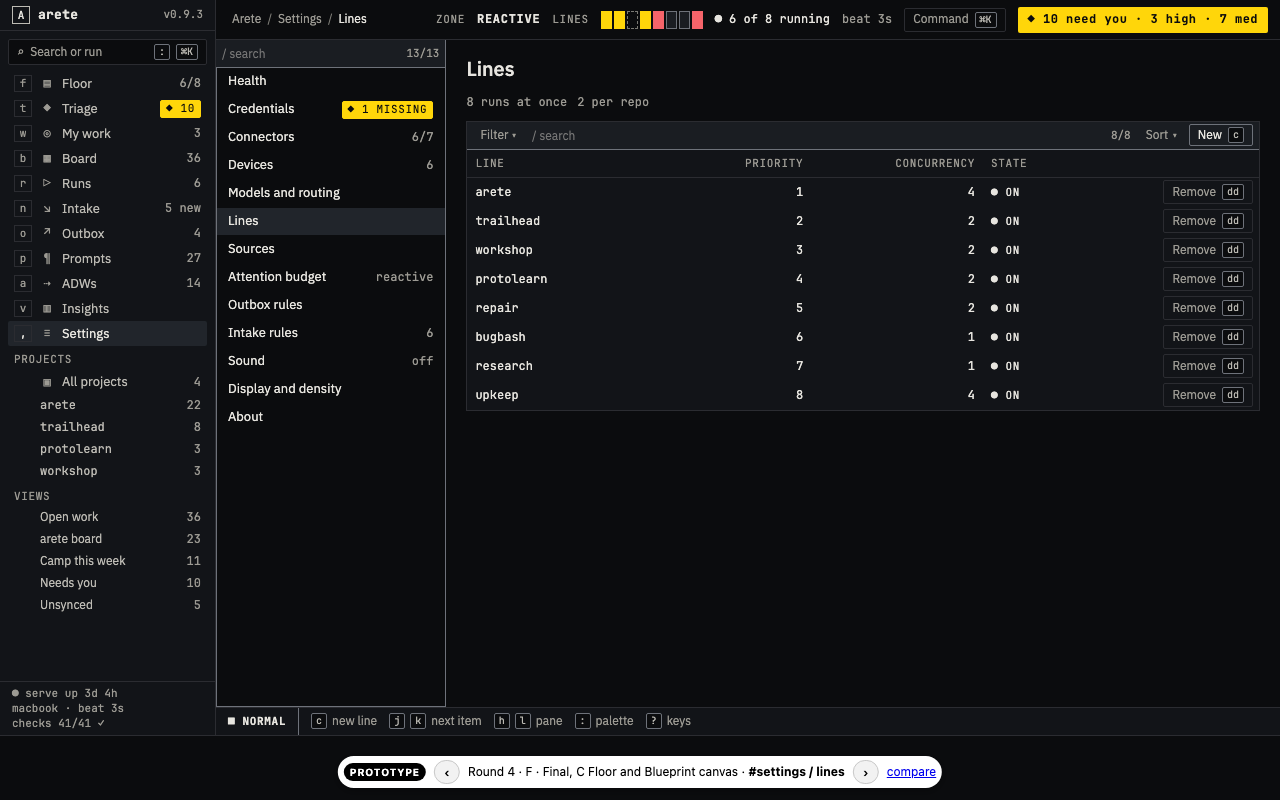 A arete v0.9.3
Search or run : ⌘K
f Floor 6/8
t Triage ◆ 10
w My work 3
b Board 36
r Runs 6
n Intake 5 new
o Outbox 4
p ¶ Prompts 27
a ADWs 14
v Insights
, Settings
PROJECTS
All projects 4
arete 22
trailhead 8
protolearn 3
workshop 3
VIEWS
Open work 36
arete board 23
Camp this week 11
Needs you 10
Unsynced 5
● serve up 3d 4h
macbook · beat 3s
checks 41/41 ✓
Arete / Settings / Lines ZONE REACTIVE LINES ● 6 of 8 running beat 3s Command ⌘K ◆ 10 need you · 3 high · 7 med
/ search 13/13
Health
Credentials ◆ 1 MISSING
Connectors 6/7
Devices 6
Models and routing
Lines
Sources
Attention budget reactive
Outbox rules
Intake rules 6
Sound off
Display and density
About
Lines
8 runs at once 2 per repo
Filter ▾ / search 8/8 Sort ▾ New c
LINE PRIORITY CONCURRENCY STATE
arete 1 4 ● ON Remove dd
trailhead 2 2 ● ON Remove dd
workshop 3 2 ● ON Remove dd
protolearn 4 2 ● ON Remove dd
repair 5 2 ● ON Remove dd
bugbash 6 1 ● ON Remove dd
research 7 1 ● ON Remove dd
upkeep 8 4 ● ON Remove dd
■ NORMAL c new line j k next item h l pane : palette ? keys
PROTOTYPE ‹ Round 4 · F · Final, C Floor and Blueprint canvas · #settings / lines › compare